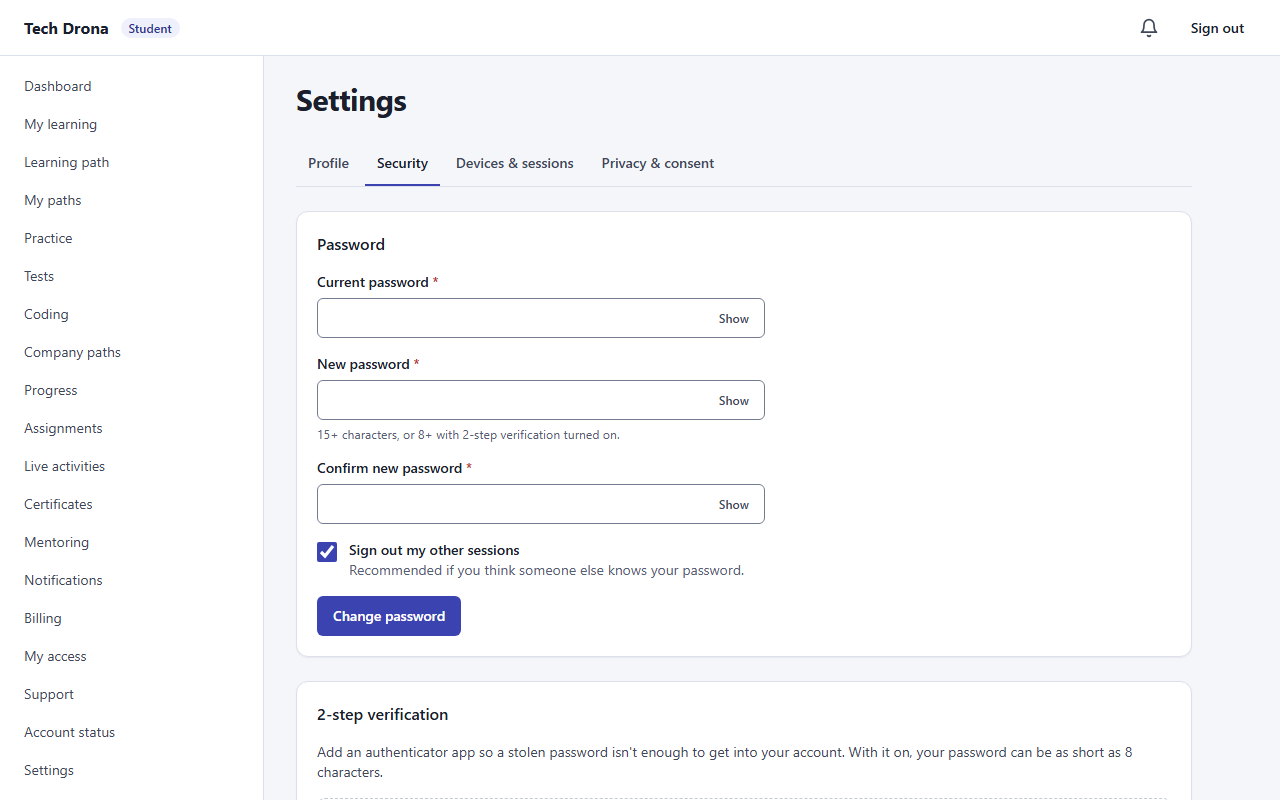 Tech Drona Student Sign out
Dashboard
My learning
Learning path
My paths
Practice
Tests
Coding
Company paths
Progress
Assignments
Live activities
Certificates
Mentoring
Notifications
Billing
My access
Support
Account status
Settings
Settings
Profile Security Devices & sessions Privacy & consent
Password
Current password *
Show
New password *
Show
15+ characters, or 8+ with 2-step verification turned on.
Confirm new password *
Show
Sign out my other sessions
Recommended if you think someone else knows your password.
Change password
2-step verification
Add an authenticator app so a stolen password isn't enough to get into your account. With it on, your password can be as short as 8
characters.